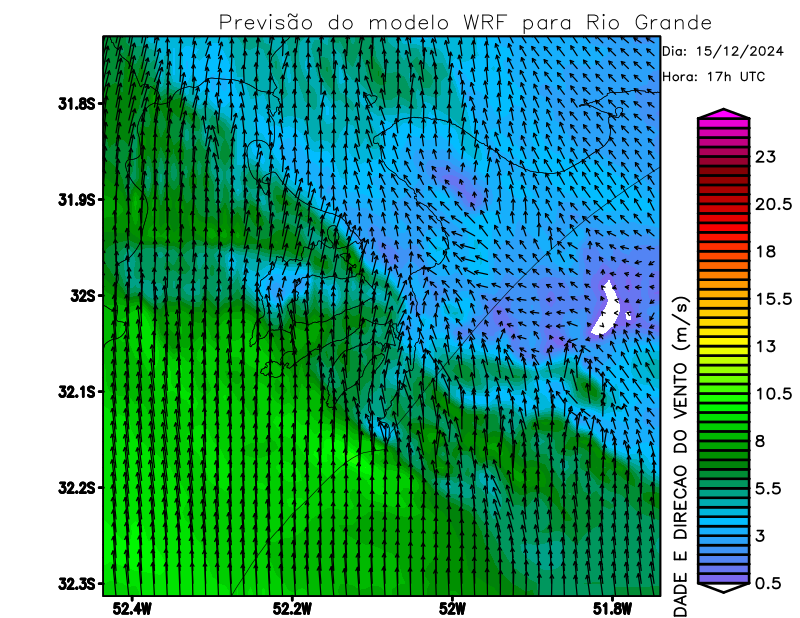 Previsão do modelo WRF para Rio Grande
Dia: 15/12/2024
Hora: 17h UTC
31.8S
31.9S
32S
32.1S
32.2S
32.3S
52.4W
52.2W
52W
51.8W
23
20.5
18
15.5
13
10.5
8
5.5
3
0.5
DADE E DIRECAO DO VENTO (m/s)